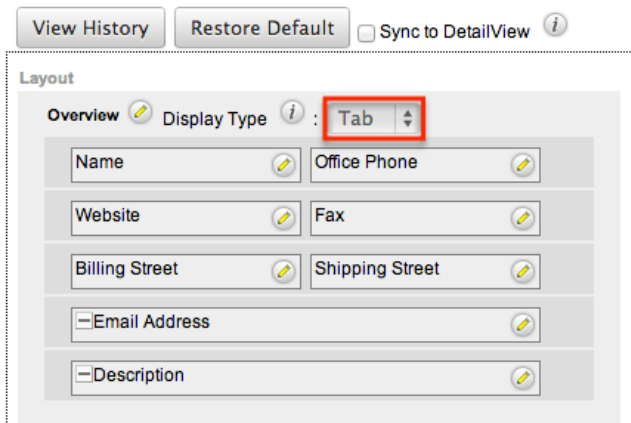 View History Restore Default Sync to DetailView i
Layout
Overview Display Type i : Tab
Name Office Phone
Website Fax
Billing Street Shipping Street
Email Address
Description